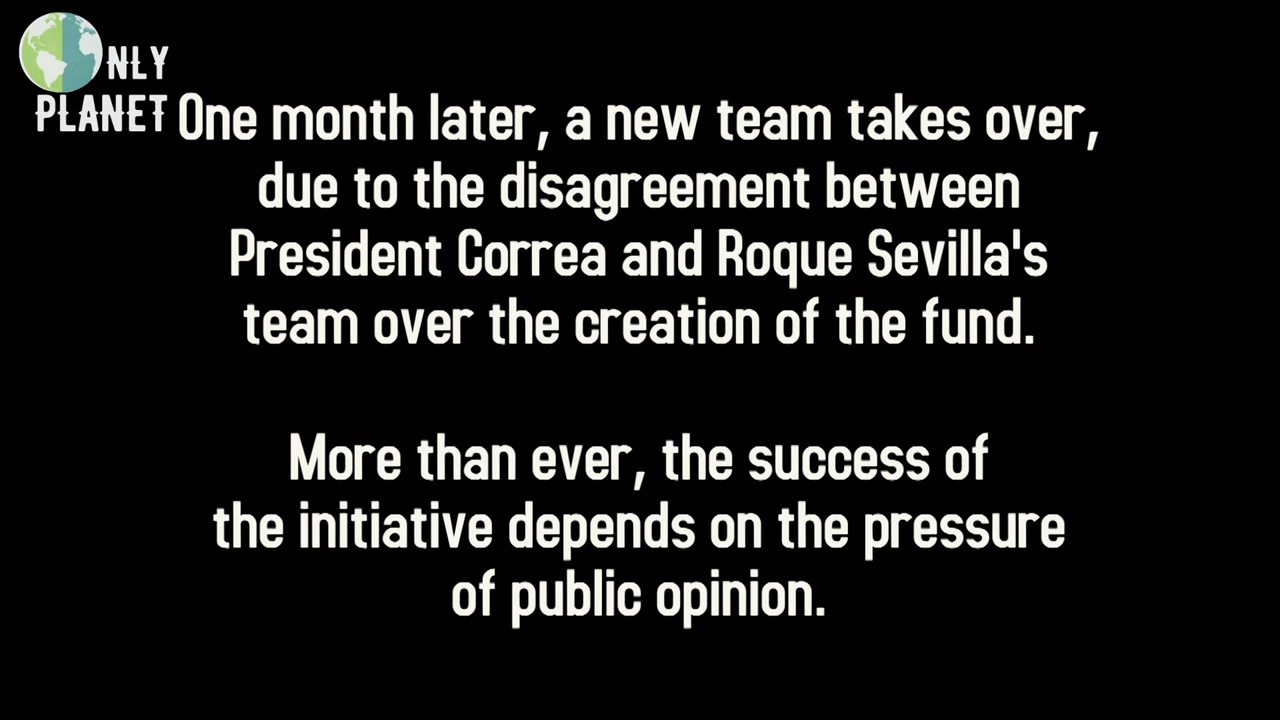 ONLY
PLANET
One month later, a new team takes over,
due to the disagreement between
President Correa and Roque Sevilla's
team over the creation of the fund.
More than ever, the success of
the initiative depends on the pressure
of public opinion.